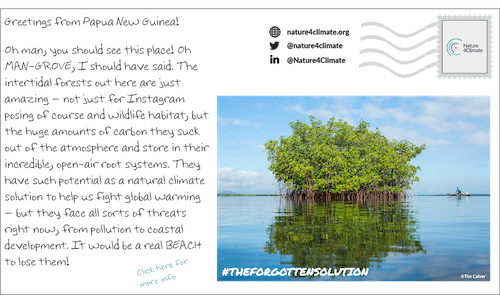 Greetings from Papua New Guinea!
Oh man, you should see this place! Oh
MAN-GROVE, I should have said. The
intertidal forests out here are just
amazing – not just for Instagram
posing of course and wildlife habitat, but
the huge amounts of carbon they suck
out of the atmosphere and store in their
incredible, open-air root systems. They
have such potential as a natural climate
solution to help us fight global warming
– but they face all sorts of threats
right now, from pollution to coastal
development. It would be a real BEACH
to lose them!
Click here for
more info
nature4climate.org
@nature4climate
in @Nature4Climate
Nature
4Climate
#THEFORGOTTENSOLUTION
©Tim Calver